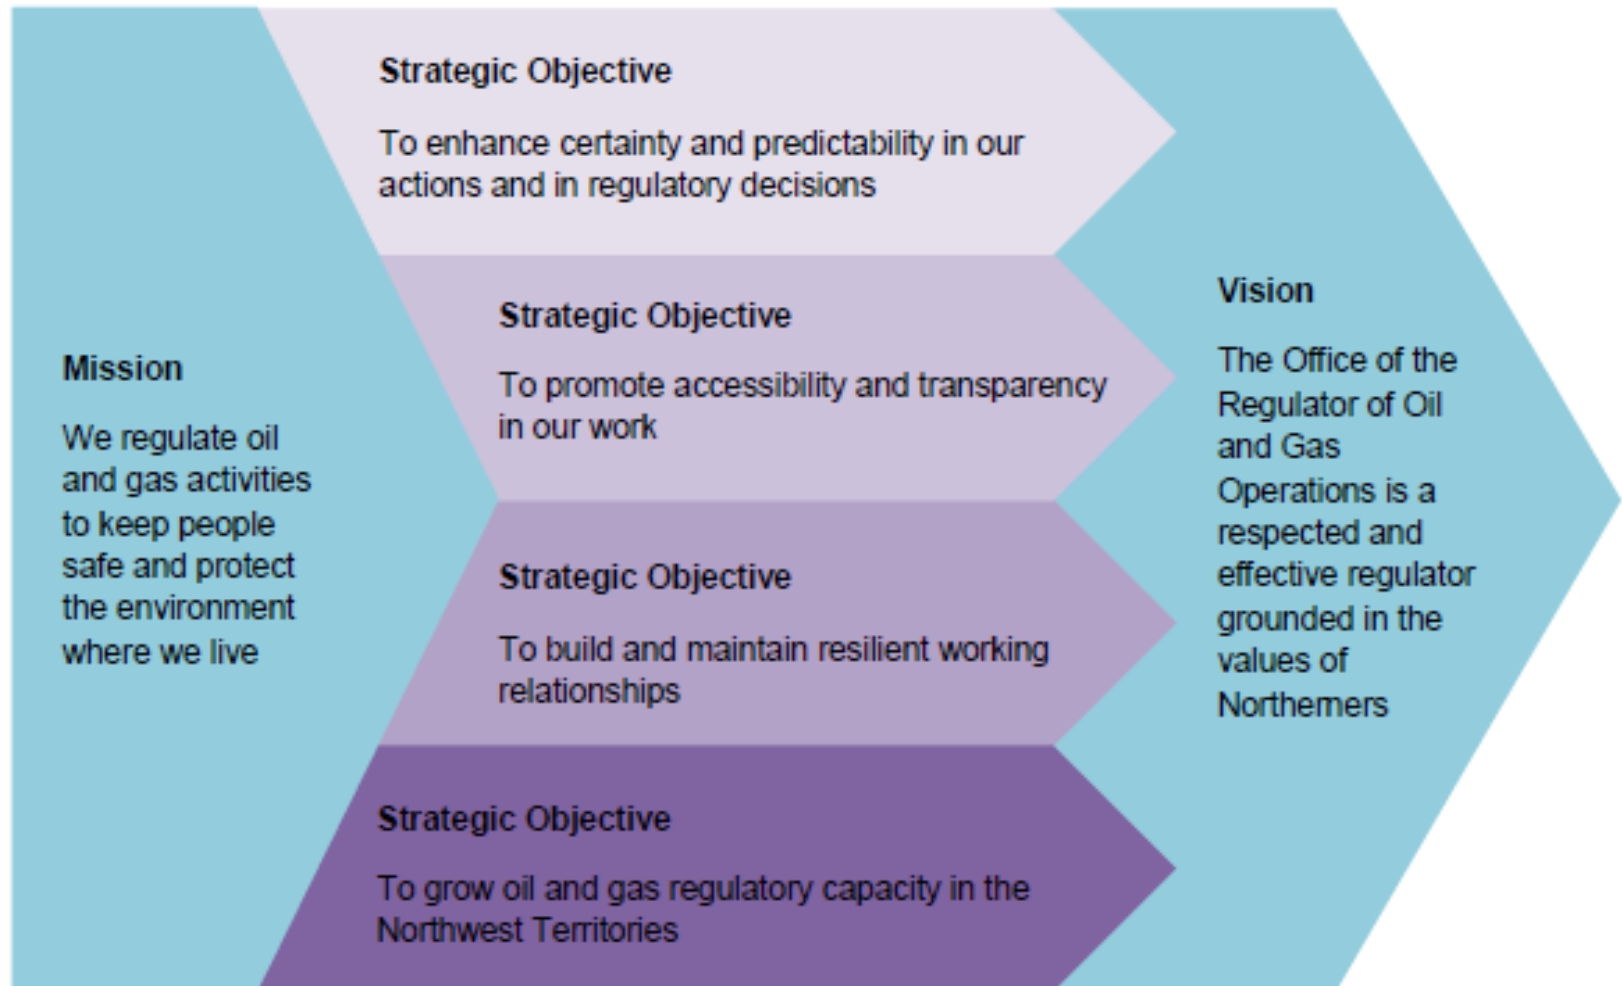 Mission
We regulate oil
and gas activities
to keep people
safe and protect
the environment
where we live
Strategic Objective
To enhance certainty and predictability in our
actions and in regulatory decisions
Strategic Objective
To promote accessibility and transparency
in our work
Strategic Objective
To build and maintain resilient working
relationships
Strategic Objective
To grow oil and gas regulatory capacity in the
Northwest Territories
Vision
The Office of the
Regulator of Oil
and Gas
Operations is a
respected and
effective regulator
grounded in the
values of
Northerners